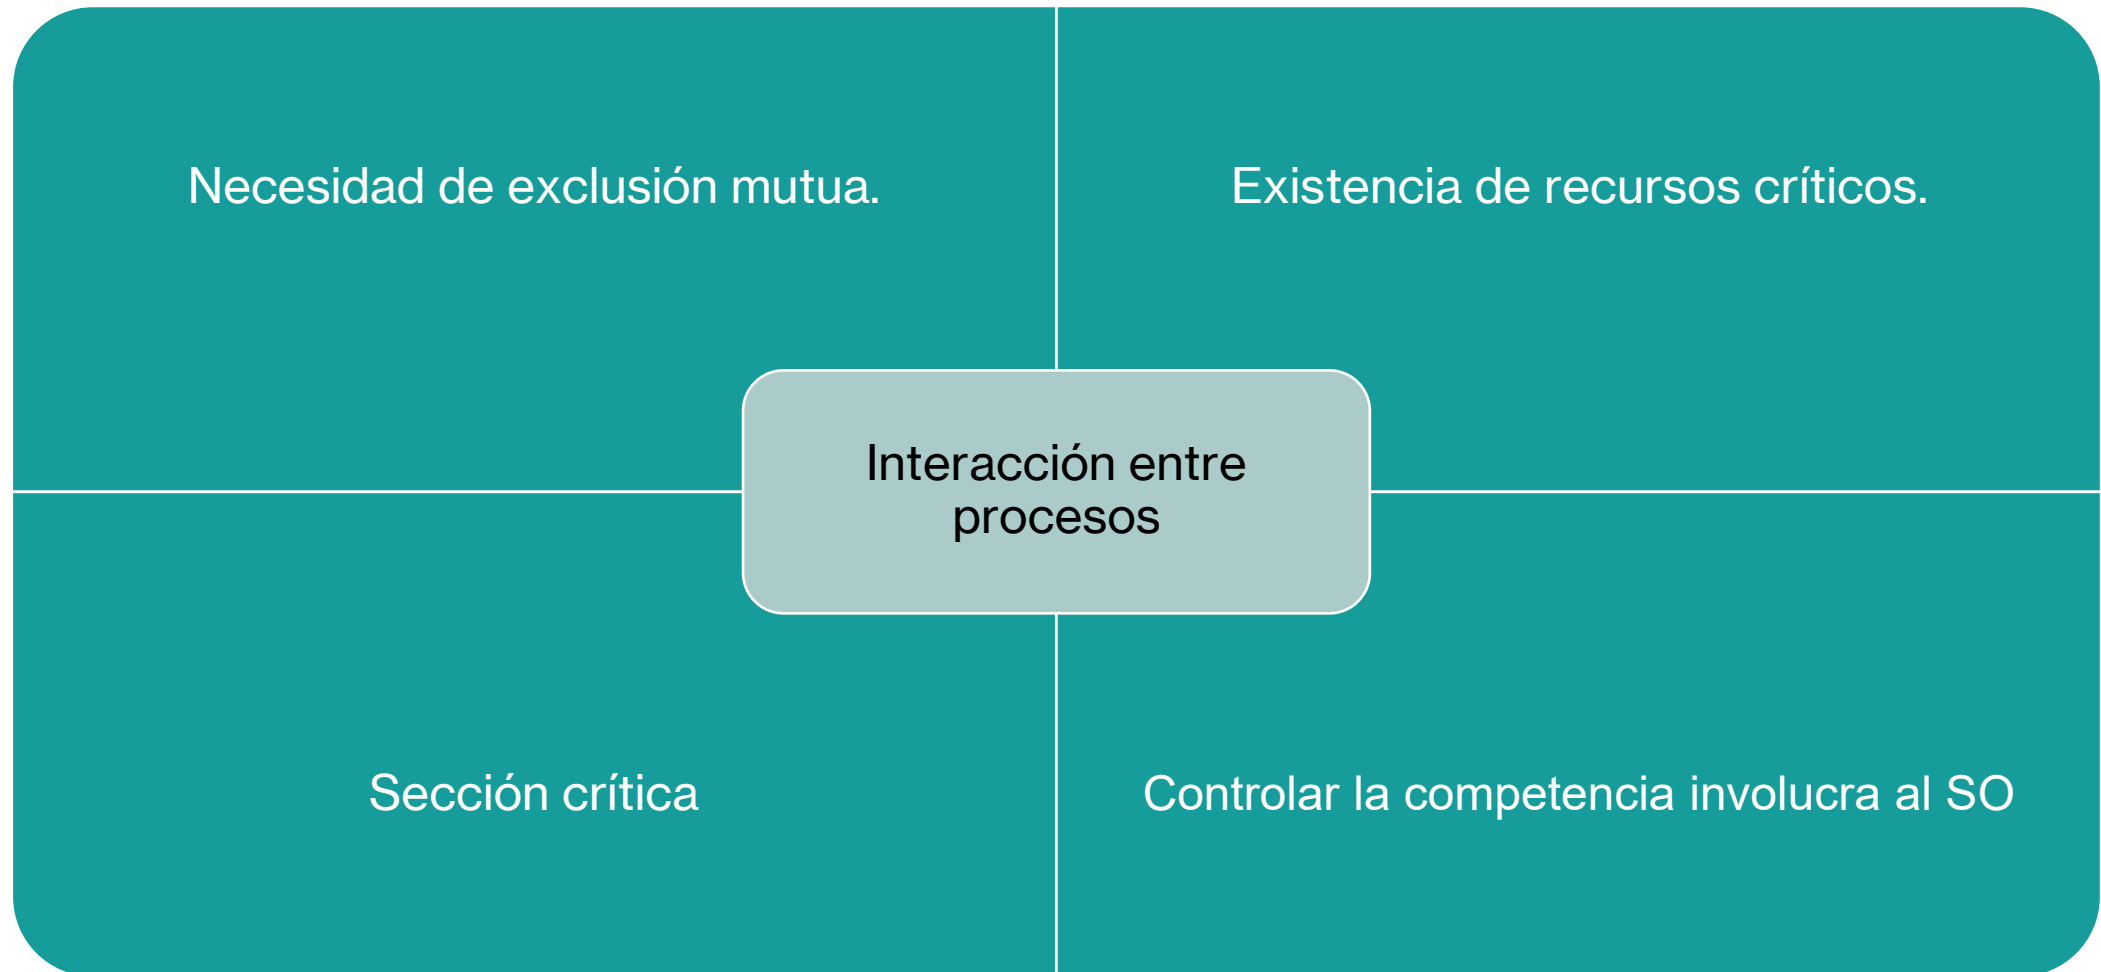 Necesidad de exclusión mutua.
Existencia de recursos críticos.
Interacción entre
procesos
Sección crítica
Controlar la competencia involucra al SO